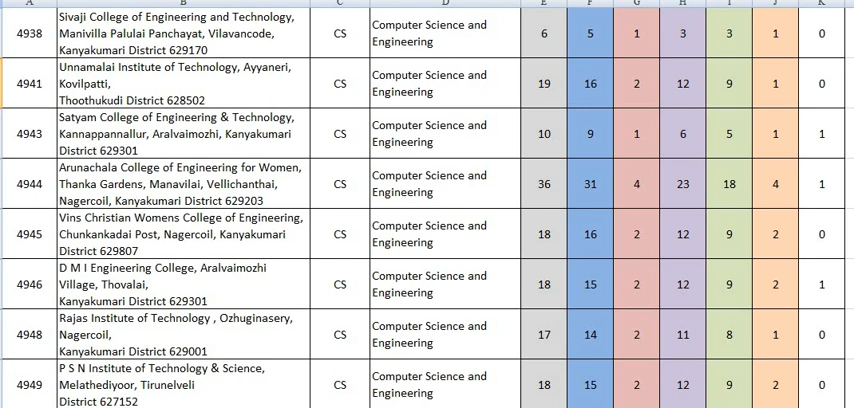 A B C D E F G H I J K
4938 Sivaji College of Engineering and Technology,
Manivilla Palulai Panchayat, Vilavancode,
Kanyakumari District 629170 CS Computer Science and
Engineering 6 5 1 3 3 1 0
4941 Unnamalai Institute of Technology, Ayyaneri,
Kovilpatti,
Thoothukudi District 628502 CS Computer Science and
Engineering 19 16 2 12 9 1 0
4943 Satyam College of Engineering & Technology,
Kannappannallur, Aralvaimozhi, Kanyakumari
District 629301 CS Computer Science and
Engineering 10 9 1 6 5 1 1
4944 Arunachala College of Engineering for Women,
Thanka Gardens, Manavilai, Vellichanthai,
Nagercoil, Kanyakumari District 629203 CS Computer Science and
Engineering 36 31 4 23 18 4 1
4945 Vins Christian Womens College of Engineering,
Chunkankadai Post, Nagercoil, Kanyakumari
District 629807 CS Computer Science and
Engineering 18 16 2 12 9 2 0
4946 D M I Engineering College, Aralvaimozhi
Village, Thovalai,
Kanyakumari District 629301 CS Computer Science and
Engineering 18 15 2 12 9 2 1
4948 Rajas Institute of Technology , Ozhuginasery,
Nagercoil,
Kanyakumari District 629001 CS Computer Science and
Engineering 17 14 2 11 8 1 0
4949 P S N Institute of Technology & Science,
Melathediyoor, Tirunelveli
District 627152 CS Computer Science and
Engineering 18 15 2 12 9 2 0